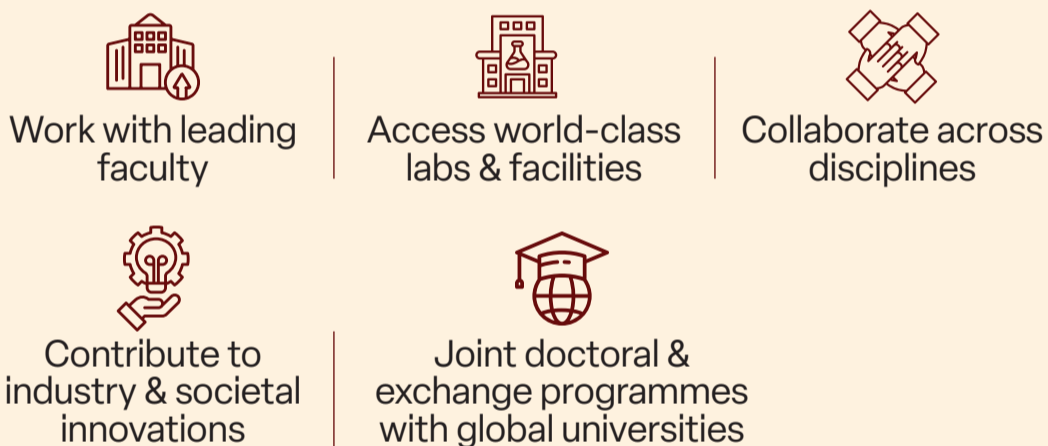 Work with leading
faculty
Access world-class
labs & facilities
Collaborate across
disciplines
Contribute to
industry & societal
innovations
Joint doctoral &
exchange programmes
with global universities